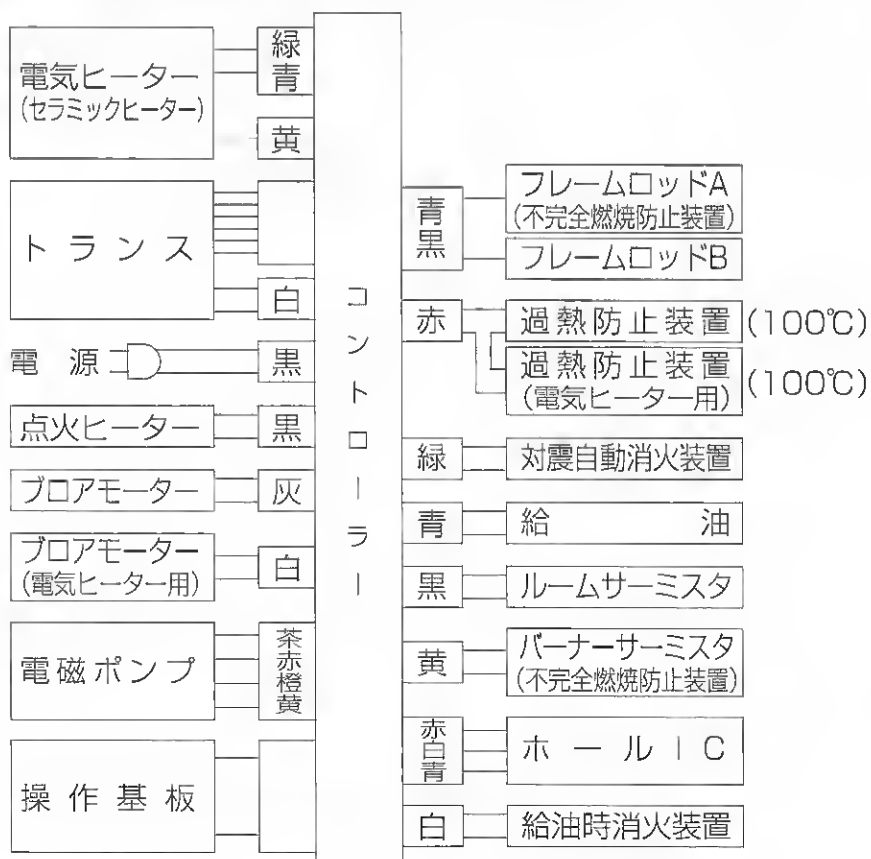 電気ヒーター
(セラミックヒーター)
緑
青
黄
トランス
白
電源
黒
点火ヒーター
黒
ブロアモーター
灰
ブロアモーター
(電気ヒーター用)
白
電磁ポンプ
茶
赤
橙
黄
操作基板
コントローラー
青
黒
フレームロッドA
(不完全燃焼防止装置)
フレームロッドB
赤
過熱防止装置(100℃)
過熱防止装置
(電気ヒーター用)
(100℃)
緑
対震自動消火装置
青
給油
黒
ルームサーミスタ
黄
バーナーサーミスタ
(不完全燃焼防止装置)
赤
白
青
ホールIC
白
給油時消火装置